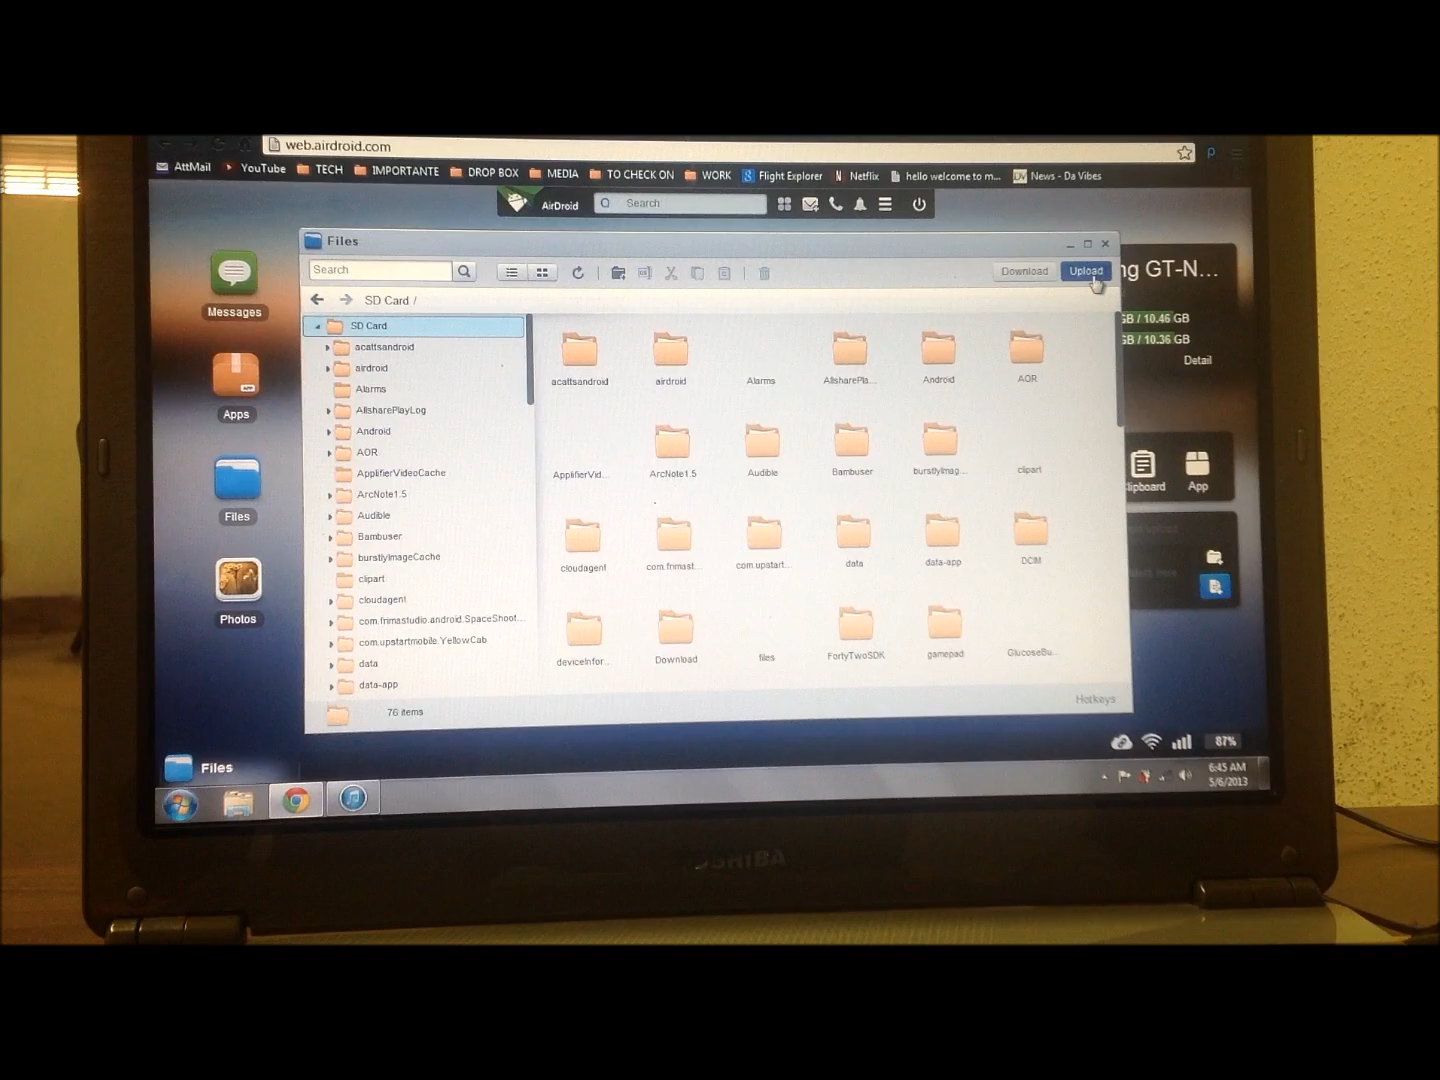 web.airdroid.com
AttMail YouTube TECH IMPORTANTE DROP BOX MEDIA TO CHECK ON WORK Flight Explorer Netflix hello welcome to m... News - Da Vibes
AirDroid Search
Files
ng GT-N...
Search Download Upload
SD Card /
GB / 10.46 GB
GB / 10.36 GB
Detail
Messages
Apps
Files
Photos
SD Card
acattsandroid
airdroid
Alarms
AllsharePlayLog
Android
AOR
ApplifierVideoCache
ArcNote1.5
Audible
Bambuser
burstlyImageCache
clipart
cloudagent
com.frimastudio.android.SpaceShoot...
com.upstartmobile.YellowCab
data
data-app
acattsandroid airdroid Alarms AllsharePla... Android AOR
ApplifierVid... ArcNote1.5 Audible Bambuser burstlyImag... clipart
cloudagent com.frimast... com.upstart... data data-app DCIM
deviceInfor... Download files FortyTwoSDK gamepad GlucoseBu...
Clipboard App
76 items
Hotkeys
87%
Files
6:45 AM
5/6/2013
TOSHIBA